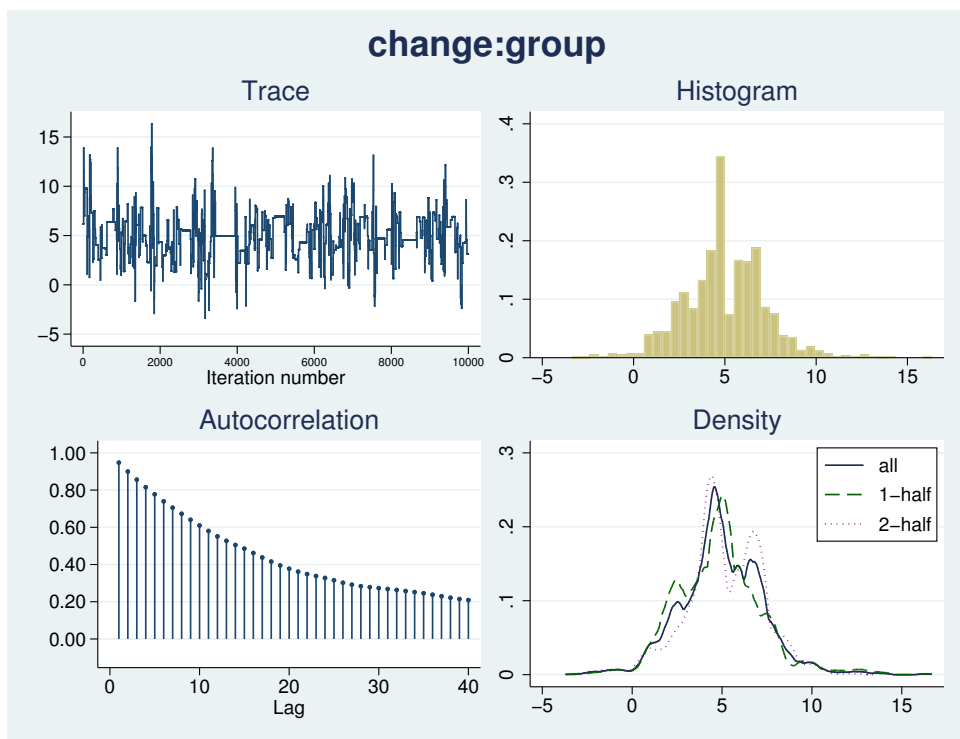 change:group
Trace
15
10
5
0
−5
0 2000 4000 6000 8000 10000
Iteration number
Histogram
.4
.3
.2
.1
0
−5 0 5 10 15
Autocorrelation
1.00
0.80
0.60
0.40
0.20
0.00
0 10 20 30 40
Lag
Density
.3
.2
.1
0
−5 0 5 10 15
all
1−half
2−half